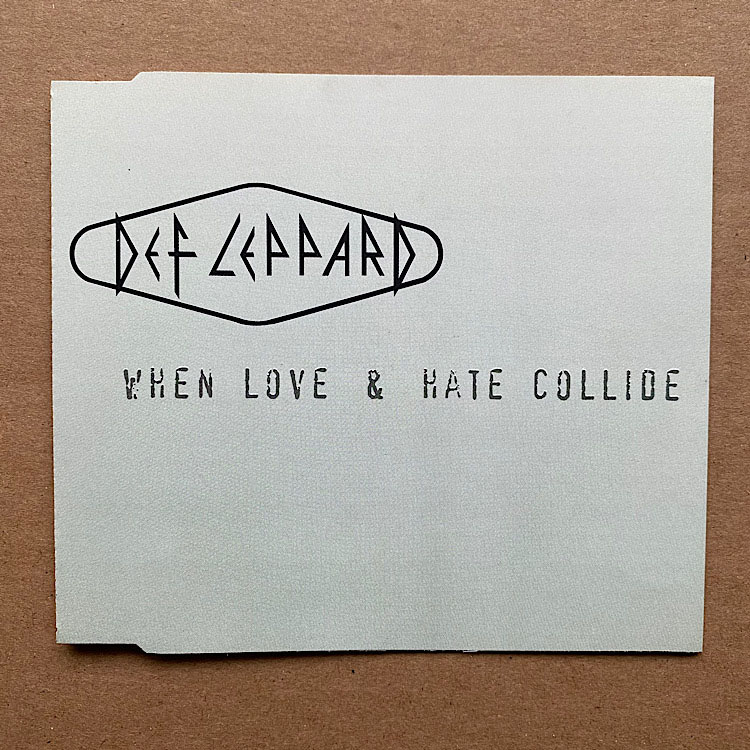 DEF LEPPARD
WHEN LOVE & HATE COLLIDE